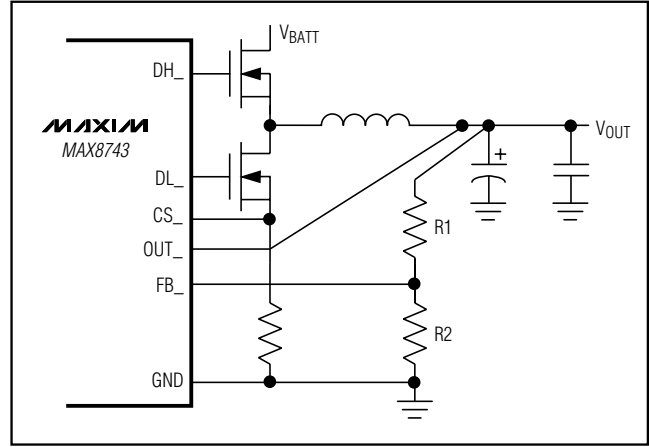 VBATT
DH_
MAXIM
MAX8743
VOUT
+
DL_
CS_
R1
OUT_
FB_
R2
GND